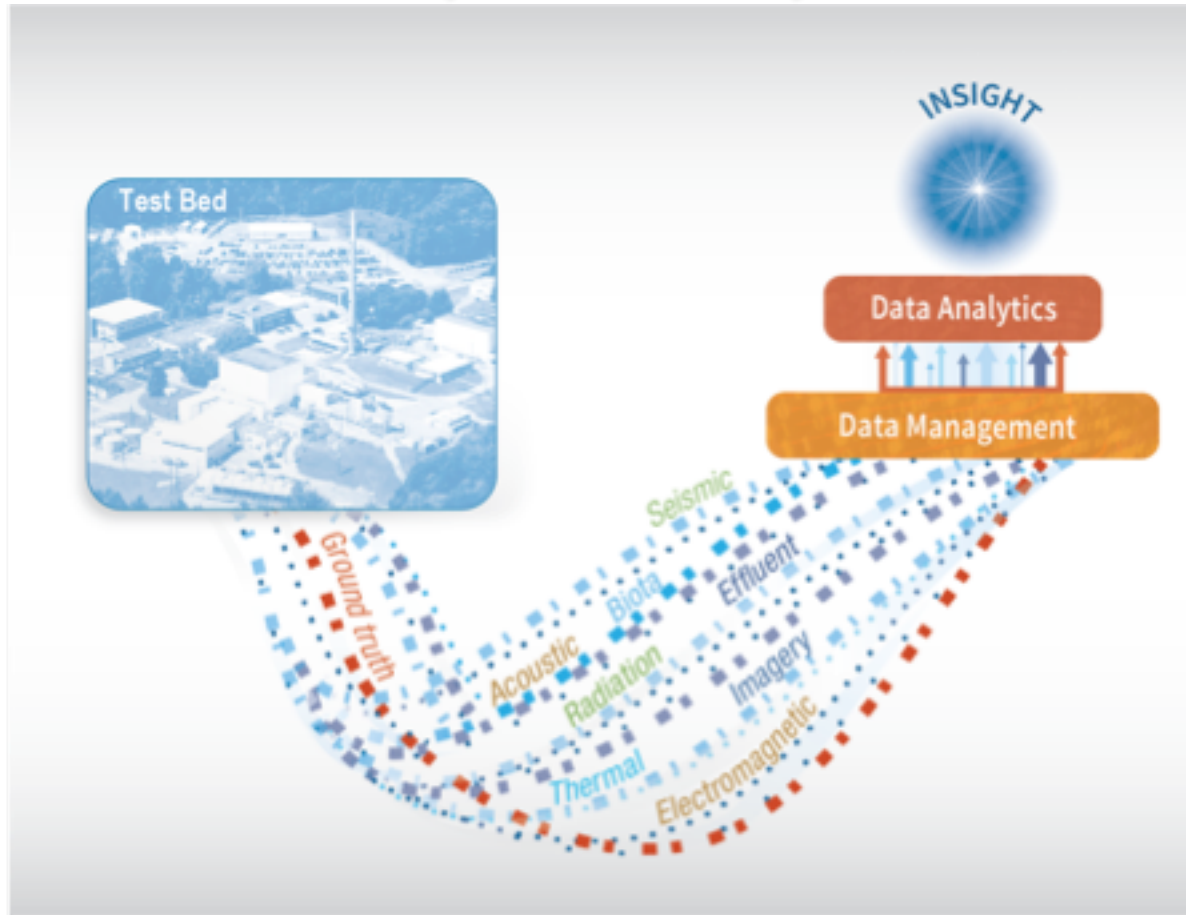 INSIGHT
Test Bed
Data Analytics
Data Management
Seismic
Ground truth
Biota
Effluent
Acoustic
Radiation
Imagery
Thermal
Electromagnetic